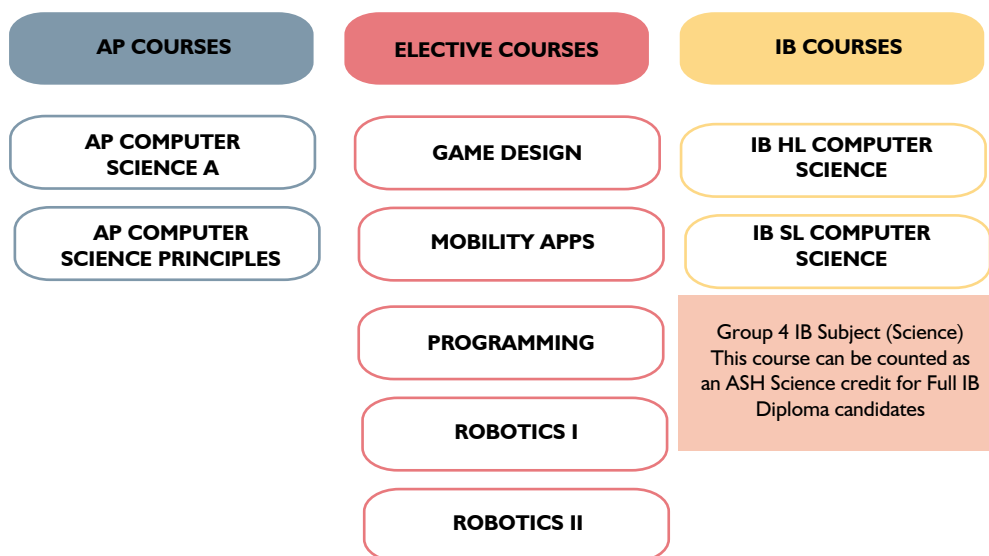 AP COURSES
AP COMPUTER
SCIENCE A
AP COMPUTER
SCIENCE PRINCIPLES
ELECTIVE COURSES
GAME DESIGN
MOBILITY APPS
PROGRAMMING
ROBOTICS I
ROBOTICS II
IB COURSES
IB HL COMPUTER
SCIENCE
IB SL COMPUTER
SCIENCE
Group 4 IB Subject (Science)
This course can be counted as
an ASH Science credit for Full IB
Diploma candidates